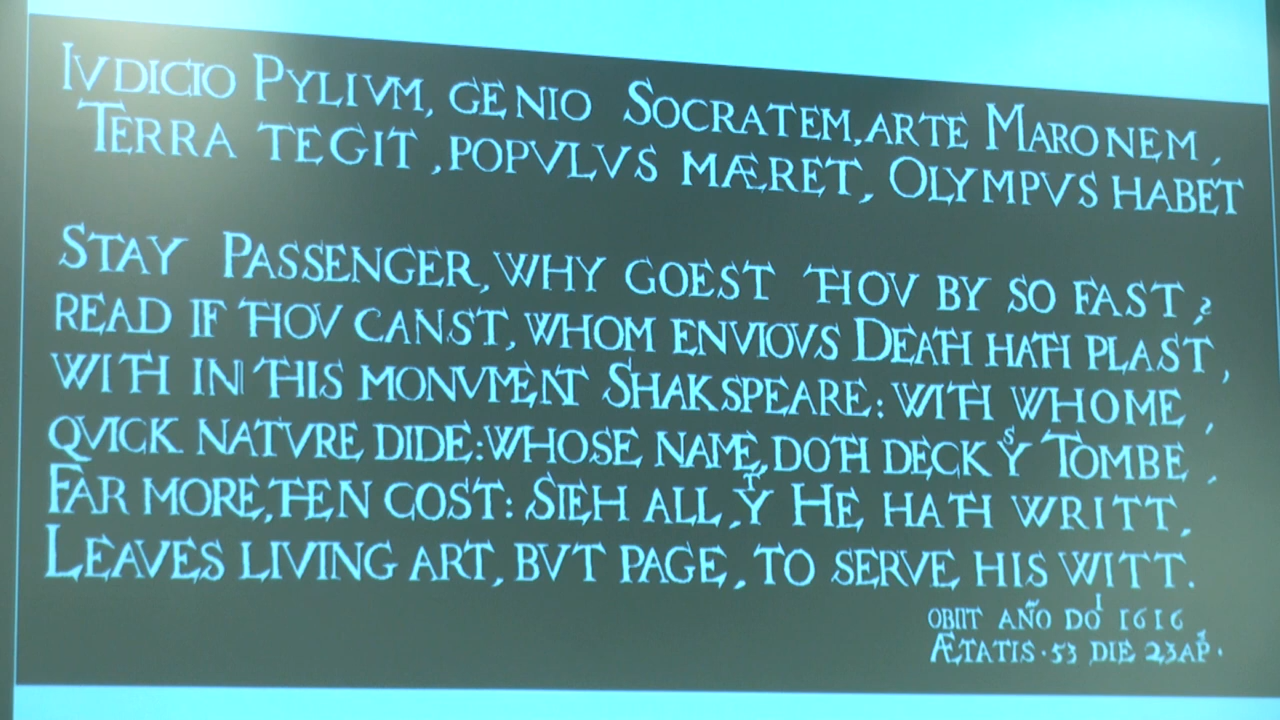 IVDICIO PYLIVM, GENIO SOCRATEM, ARTE MARONEM,
TERRA TEGIT, POPVLVS MÆRET, OLYMPVS HABET
STAY PASSENGER, WHY GOEST THOV BY SO FAST?
READ IF THOV CANST, WHOM ENVIOVS DEATH HATH PLAST,
WITH IN THIS MONVMENT SHAKSPEARE: WITH WHOME,
QVICK NATVRE DIDE: WHOSE NAME, DOTH DECK Yˢ TOMBE,
FAR MORE, THEN COST: SIEH ALL, Yᵀ HE HATH WRITT,
LEAVES LIVING ART, BVT PAGE, TO SERVE HIS WITT.
OBIIT AÑO DOⁱ 1616
ÆTATIS · 53 DIE 23 APᴿ.